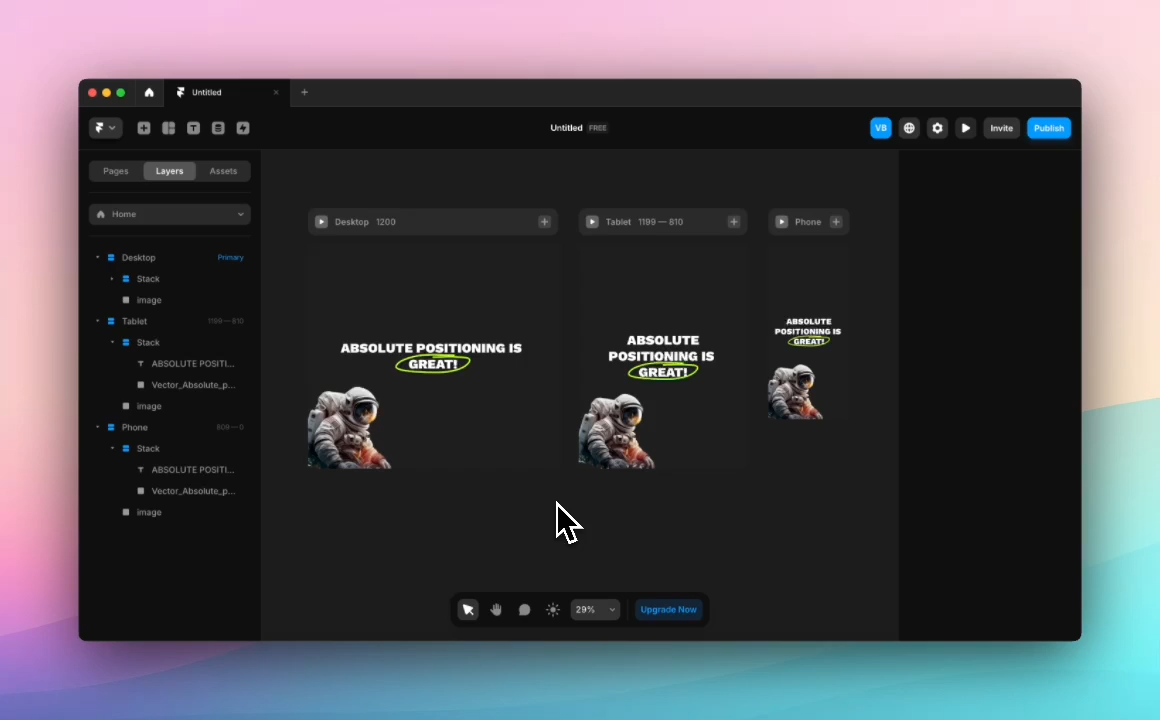 Untitled
Untitled FREE
VB
Invite
Publish
Pages Layers Assets
Home
Desktop Primary
Stack
image
Tablet 1199 — 810
Stack
ABSOLUTE POSITI...
Vector_Absolute_p...
image
Phone 809 — 0
Stack
ABSOLUTE POSITI...
Vector_Absolute_p...
image
Desktop 1200
Tablet 1199 — 810
Phone
ABSOLUTE POSITIONING IS
GREAT!
ABSOLUTE
POSITIONING IS
GREAT!
ABSOLUTE
POSITIONING IS
GREAT!
29%
Upgrade Now